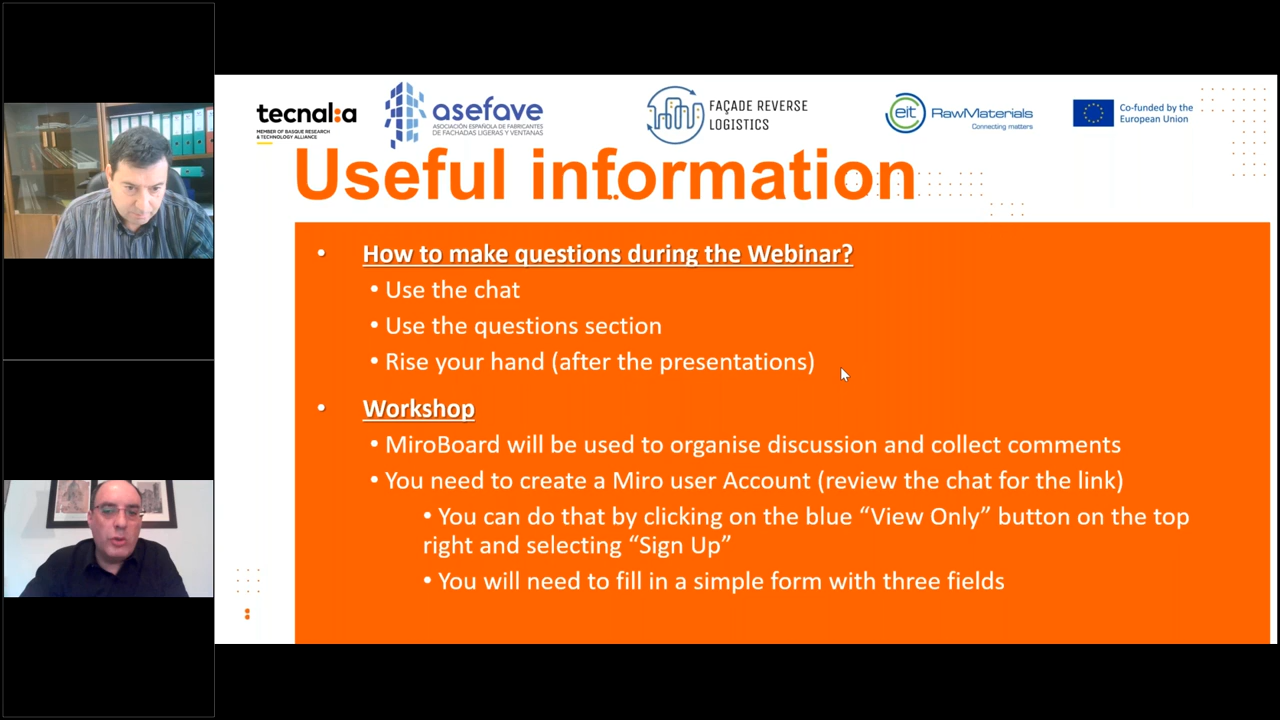 tecnal:a
MEMBER OF BASQUE RESEARCH
& TECHNOLOGY ALLIANCE
asefave
ASOCIACIÓN ESPAÑOLA DE FABRICANTES
DE FACHADAS LIGERAS Y VENTANAS
FAÇADE REVERSE
LOGISTICS
eit RawMaterials
Connecting matters
Co-funded by the
European Union
Useful information
• How to make questions during the Webinar?
• Use the chat
• Use the questions section
• Rise your hand (after the presentations)
• Workshop
• MiroBoard will be used to organise discussion and collect comments
• You need to create a Miro user Account (review the chat for the link)
• You can do that by clicking on the blue “View Only” button on the top
right and selecting “Sign Up”
• You will need to fill in a simple form with three fields